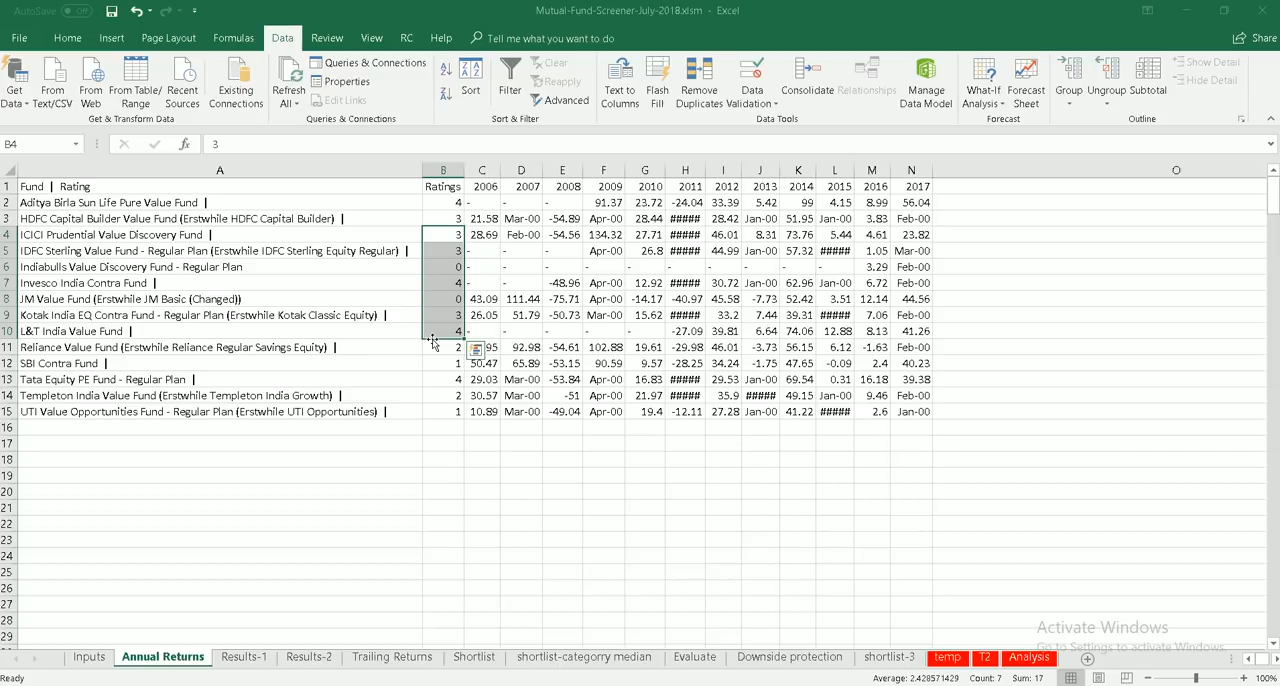 AutoSave Off Mutual-Fund-Screener-July-2018.xlsm - Excel
File Home Insert Page Layout Formulas Data Review View RC Help Tell me what you want to do Share
Get Data From Text/CSV From Web From Table/ Range Recent Sources Existing Connections Refresh All Queries & Connections Properties Edit Links Sort Filter Clear Reapply Advanced Text to Columns Flash Fill Remove Duplicates Data Validation Consolidate Relationships Manage Data Model What-If Analysis Forecast Sheet Group Ungroup Subtotal Show Detail Hide Detail
Get & Transform Data Queries & Connections Sort & Filter Data Tools Forecast Outline
B4 fx 3
A B C D E F G H I J K L M N O
1 Fund | Rating Ratings 2006 2007 2008 2009 2010 2011 2012 2013 2014 2015 2016 2017
2 Aditya Birla Sun Life Pure Value Fund | 4 - - - 91.37 23.72 -24.04 33.39 5.42 99 4.15 8.99 56.04
3 HDFC Capital Builder Value Fund (Erstwhile HDFC Capital Builder) | 3 21.58 Mar-00 -54.89 Apr-00 28.44 ##### 28.42 Jan-00 51.95 Jan-00 3.83 Feb-00
4 ICICI Prudential Value Discovery Fund | 3 28.69 Feb-00 -54.56 134.32 27.71 ##### 46.01 8.31 73.76 5.44 4.61 23.82
5 IDFC Sterling Value Fund - Regular Plan (Erstwhile IDFC Sterling Equity Regular) | 3 - - - Apr-00 26.8 ##### 44.99 Jan-00 57.32 ##### 1.05 Mar-00
6 Indiabulls Value Discovery Fund - Regular Plan 0 - - - - - - - - - - 3.29 Feb-00
7 Invesco India Contra Fund | 4 - - -48.96 Apr-00 12.92 ##### 30.72 Jan-00 62.96 Jan-00 6.72 Feb-00
8 JM Value Fund (Erstwhile JM Basic (Changed)) 0 43.09 111.44 -75.71 Apr-00 -14.17 -40.97 45.58 -7.73 52.42 3.51 12.14 44.56
9 Kotak India EQ Contra Fund - Regular Plan (Erstwhile Kotak Classic Equity) | 3 26.05 51.79 -50.73 Mar-00 15.62 ##### 33.2 7.44 39.31 ##### 7.06 Feb-00
10 L&T India Value Fund | 4 - - - - - -27.09 39.81 6.64 74.06 12.88 8.13 41.26
11 Reliance Value Fund (Erstwhile Reliance Regular Savings Equity) | 2 95 92.98 -54.61 102.88 19.61 -29.98 46.01 -3.73 56.15 6.12 -1.63 Feb-00
12 SBI Contra Fund | 1 50.47 65.89 -53.15 90.59 9.57 -28.25 34.24 -1.75 47.65 -0.09 2.4 40.23
13 Tata Equity PE Fund - Regular Plan | 4 29.03 Mar-00 -53.84 Apr-00 16.83 ##### 29.53 Jan-00 69.54 0.31 16.18 39.38
14 Templeton India Value Fund (Erstwhile Templeton India Growth) | 2 30.57 Mar-00 -51 Apr-00 21.97 ##### 35.9 ##### 49.15 Jan-00 9.46 Feb-00
15 UTI Value Opportunities Fund - Regular Plan (Erstwhile UTI Opportunities) | 1 10.89 Mar-00 -49.04 Apr-00 19.4 -12.11 27.28 Jan-00 41.22 ##### 2.6 Jan-00
16
17
18
19
20
21
22
23
24
25
26
27
28
29
Activate Windows
Go to Settings to activate Windows.
Inputs Annual Returns Results-1 Results-2 Shortlist shortlist-categorry median Evaluate Downside protection shortlist-3 temp T2 Analysis
Ready Average: 2.428571429 Count: 7 Sum: 17 100%